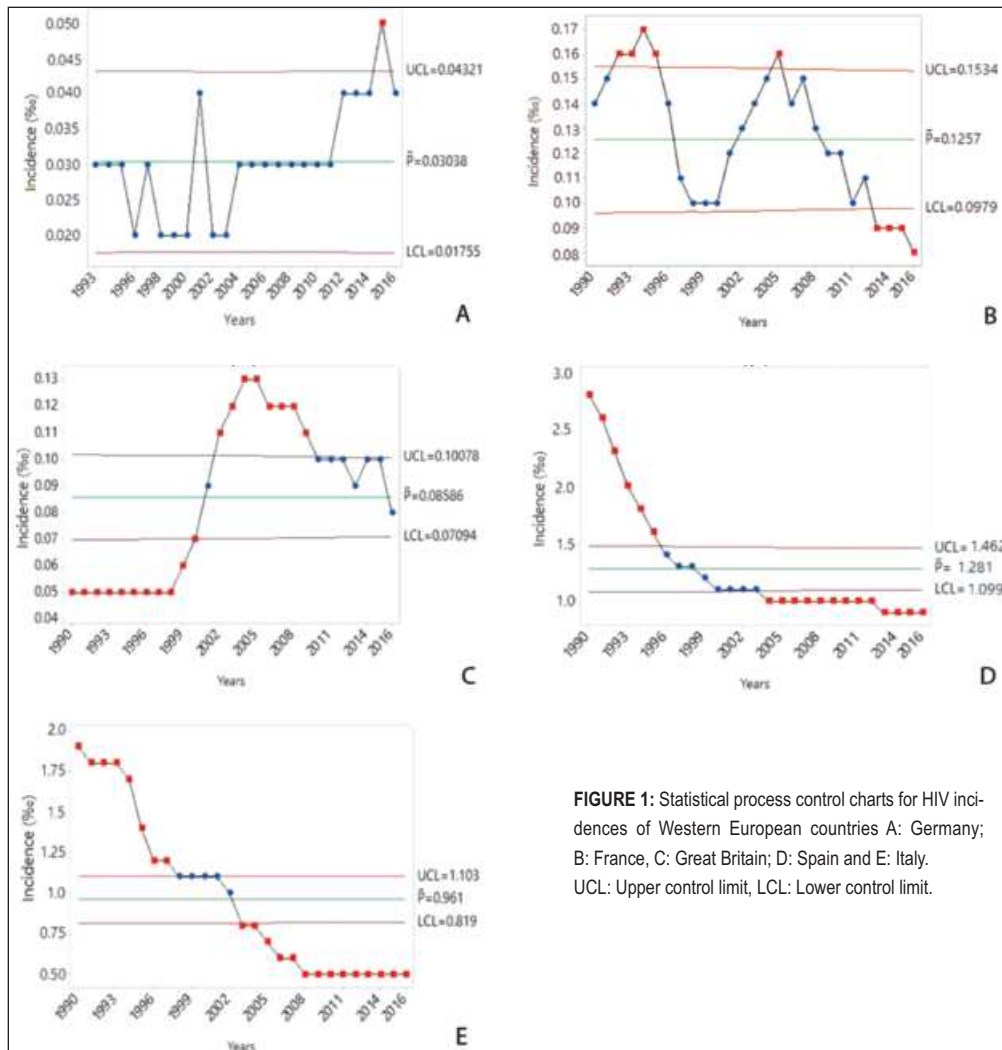 0.050
0.045
0.040
0.035
0.030
0.025
0.020
Incidence (‰)
UCL=0.04321
P̄=0.03038
LCL=0.01755
1993
1996
1998
2000
2002
2004
2006
2008
2010
2012
2014
2016
Years
A
0.17
0.16
0.15
0.14
0.13
0.12
0.11
0.10
0.09
0.08
Incidence (‰)
UCL=0.1534
P̄=0.1257
LCL=0.0979
1990
1993
1996
1999
2002
2005
2008
2011
2014
2016
Years
B
0.13
0.12
0.11
0.10
0.09
0.08
0.07
0.06
0.05
0.04
Incidence (‰)
UCL=0.10078
P̄=0.08586
LCL=0.07094
1990
1993
1996
1999
2002
2005
2008
2011
2014
2016
Years
C
3.0
2.5
2.0
1.5
1.0
Incidence (‰)
UCL= 1.462
P̄= 1.281
LCL= 1.099
1990
1993
1996
1999
2002
2005
2008
2011
2014
2016
Years
D
2.0
1.75
1.5
1.25
1.0
0.75
0.50
Incidence (‰)
UCL=1.103
P̄=0.961
LCL=0.819
1990
1993
1996
1999
2002
2005
2008
2011
2014
2016
Years
E
FIGURE 1: Statistical process control charts for HIV inci-
dences of Western European countries A: Germany;
B: France, C: Great Britain; D: Spain and E: Italy.
UCL: Upper control limit, LCL: Lower control limit.